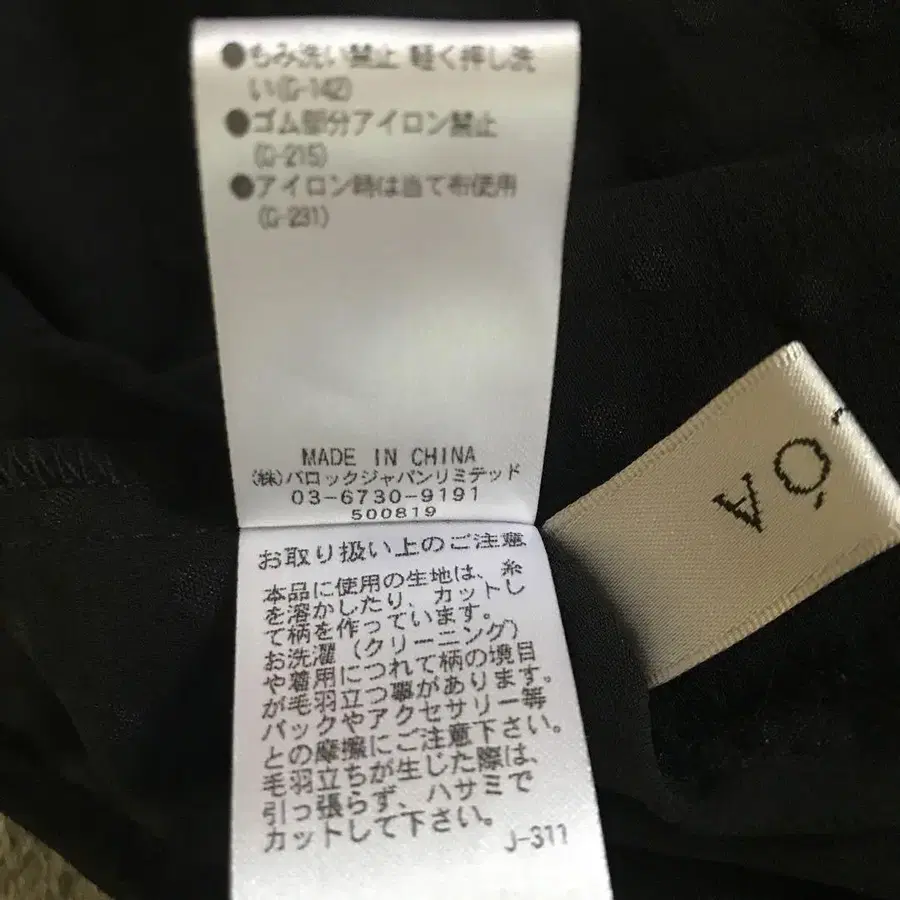 ●もみ洗い禁止 軽く押し洗
い(G-142)
●ゴム部分アイロン禁止
(G-215)
●アイロン時は当て布使用
(G-231)
MADE IN CHINA
(株)バロックジャパンリミテッド
03-6730-9191
500819
お取り扱い上のご注意
本品に使用の生地は、糸
を溶かしたり、カットし
て柄を作っています。
お洗濯(クリーニング)
や着用につれて柄の境目
が毛羽立つ事があります。
バックやアクセサリー等
との摩擦にご注意下さい。
毛羽立ちが生じた際は、
引っ張らず、ハサミで
カットして下さい。
J-311